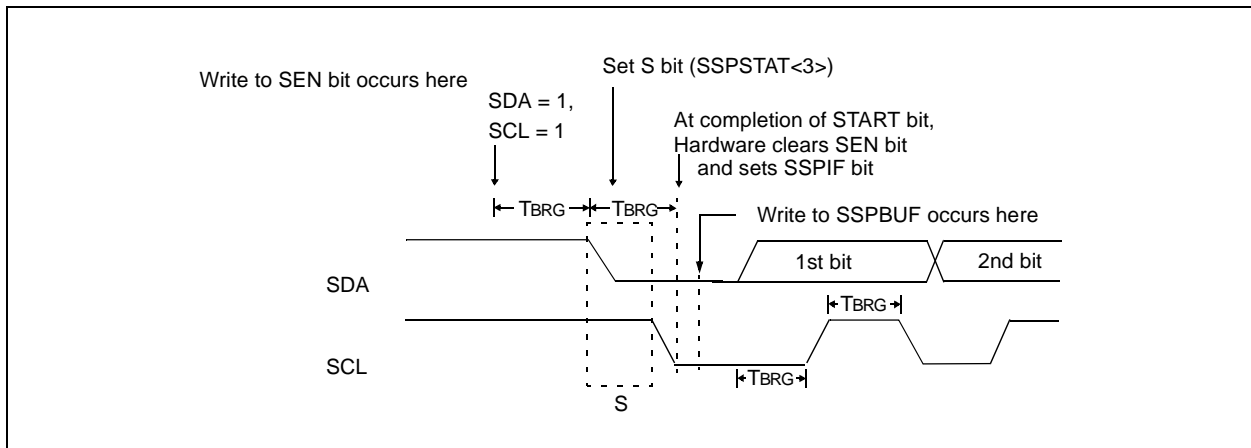 Write to SEN bit occurs here
Set S bit (SSPSTAT<3>)
SDA = 1,
SCL = 1
At completion of START bit,
Hardware clears SEN bit
and sets SSPIF bit
TBRG
TBRG
Write to SSPBUF occurs here
SDA
1st bit
2nd bit
TBRG
SCL
TBRG
S